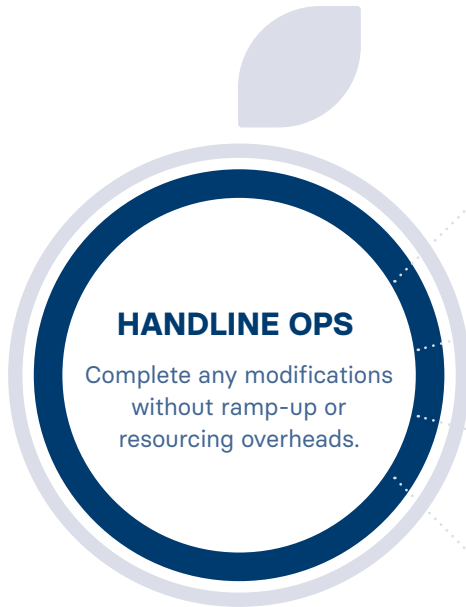 HANDLINE OPS
Complete any modifications
without ramp-up or
resourcing overheads.